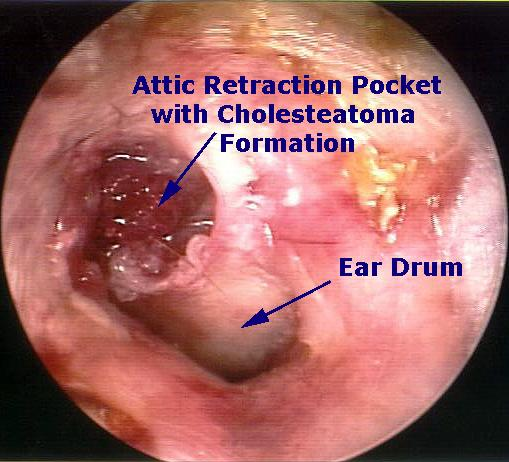 Attic Retraction Pocket
with Cholesteatoma
Formation
Ear Drum